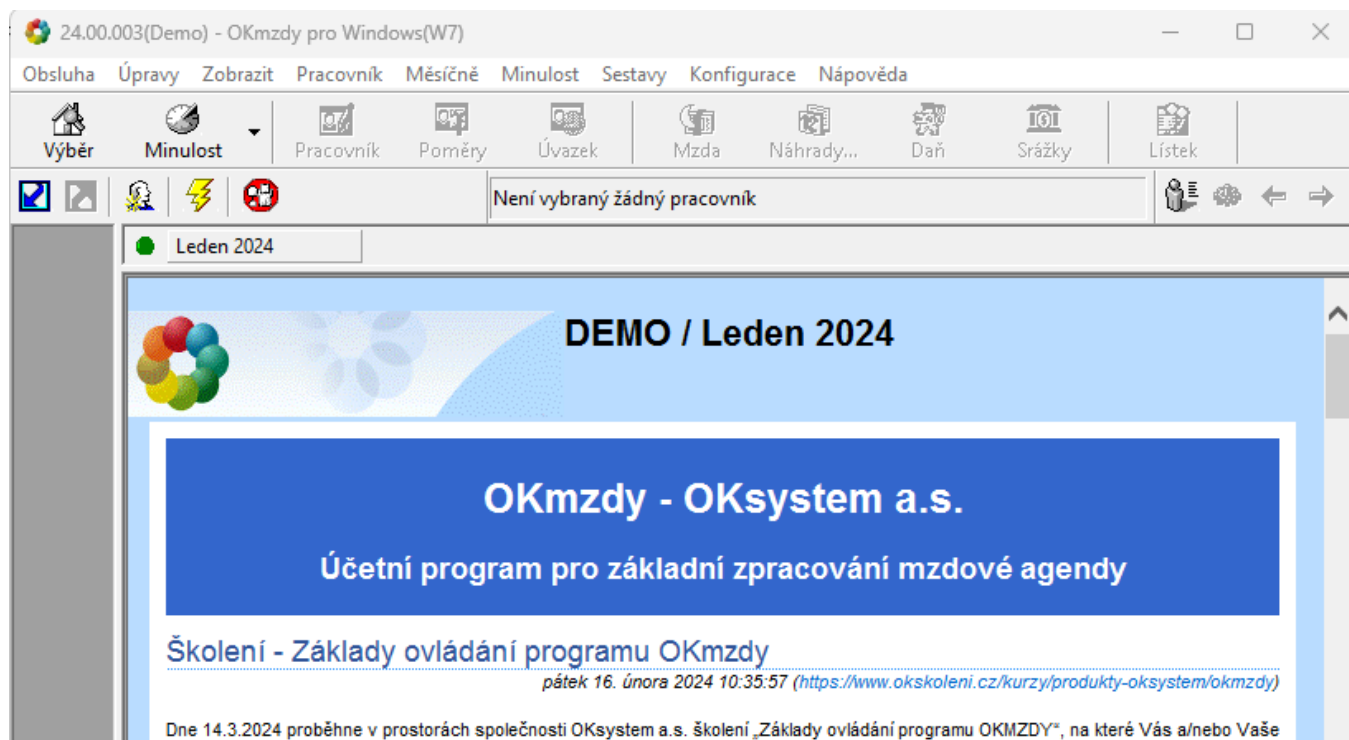 24.00.003(Demo) - OKmzdy pro Windows(W7)
Obsluha Úpravy Zobrazit Pracovník Měsíčně Minulost Sestavy Konfigurace Nápověda
Výběr Minulost Pracovník Poměry Úvazek Mzda Náhrady... Daň Srážky Lístek
Není vybraný žádný pracovník
Leden 2024
DEMO / Leden 2024
OKmzdy - OKsystem a.s.
Účetní program pro základní zpracování mzdové agendy
Školení - Základy ovládání programu OKmzdy
pátek 16. února 2024 10:35:57 (https://www.okskoleni.cz/kurzy/produkty-oksystem/okmzdy)
Dne 14.3.2024 proběhne v prostorách společnosti OKsystem a.s. školení „Základy ovládání programu OKMZDY“, na které Vás a/nebo Vaše